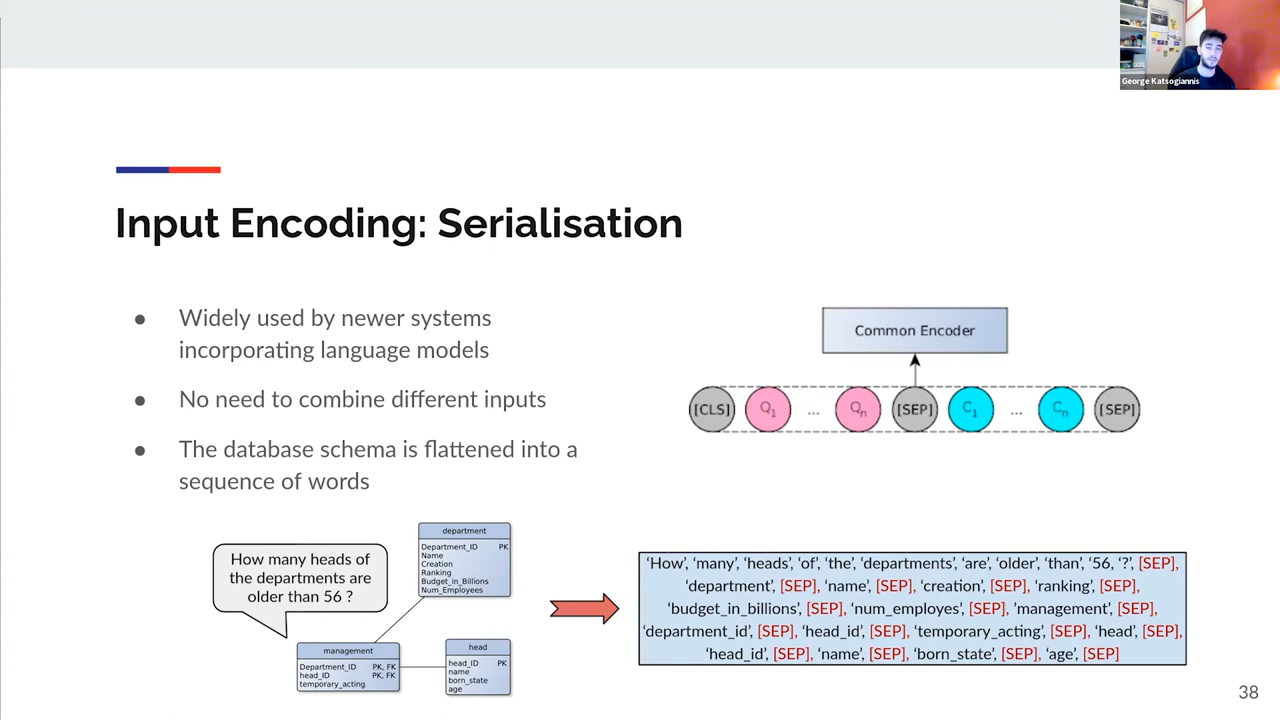 George Katsogiannis
Input Encoding: Serialisation
● Widely used by newer systems
incorporating language models
● No need to combine different inputs
● The database schema is flattened into a
sequence of words
Common Encoder
[CLS] Q1 ... Qn [SEP] C1 ... Cn [SEP]
How many heads of
the departments are
older than 56 ?
department
Department_ID PK
Name
Creation
Ranking
Budget_in_Billions
Num_Employees
management
Department_ID PK, FK
head_ID PK, FK
temporary_acting
head
head_ID PK
name
born_state
age
‘How’, ‘many’, ‘heads’, ‘of’, ‘the’, ‘departments’, ‘are’, ‘older’, ‘than’, ‘56, ‘?’, [SEP],
‘department’, [SEP], ‘name’, [SEP], ‘creation’, [SEP], ‘ranking’, [SEP],
‘budget_in_billions’, [SEP], ‘num_employes’, [SEP], ’management’, [SEP],
‘department_id’, [SEP], ‘head_id’, [SEP], ‘temporary_acting’, [SEP], ‘head’, [SEP],
‘head_id’, [SEP], ‘name’, [SEP], ‘born_state’, [SEP], ‘age’, [SEP]
38